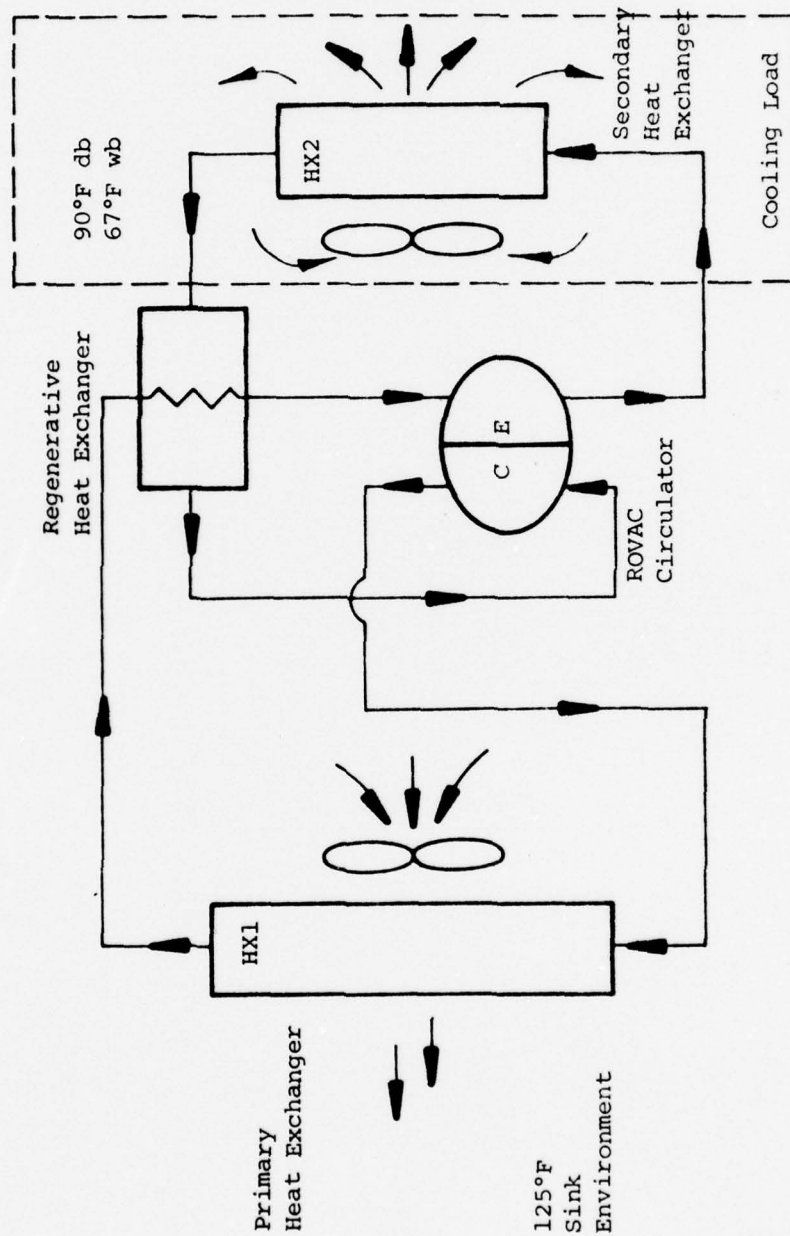 Primary
Heat Exchanger
HX1
125°F
Sink
Environment
Regenerative
Heat Exchanger
C
E
ROVAC
Circulator
90°F db
67°F wb
HX2
Secondary
Heat
Exchanger
Cooling Load